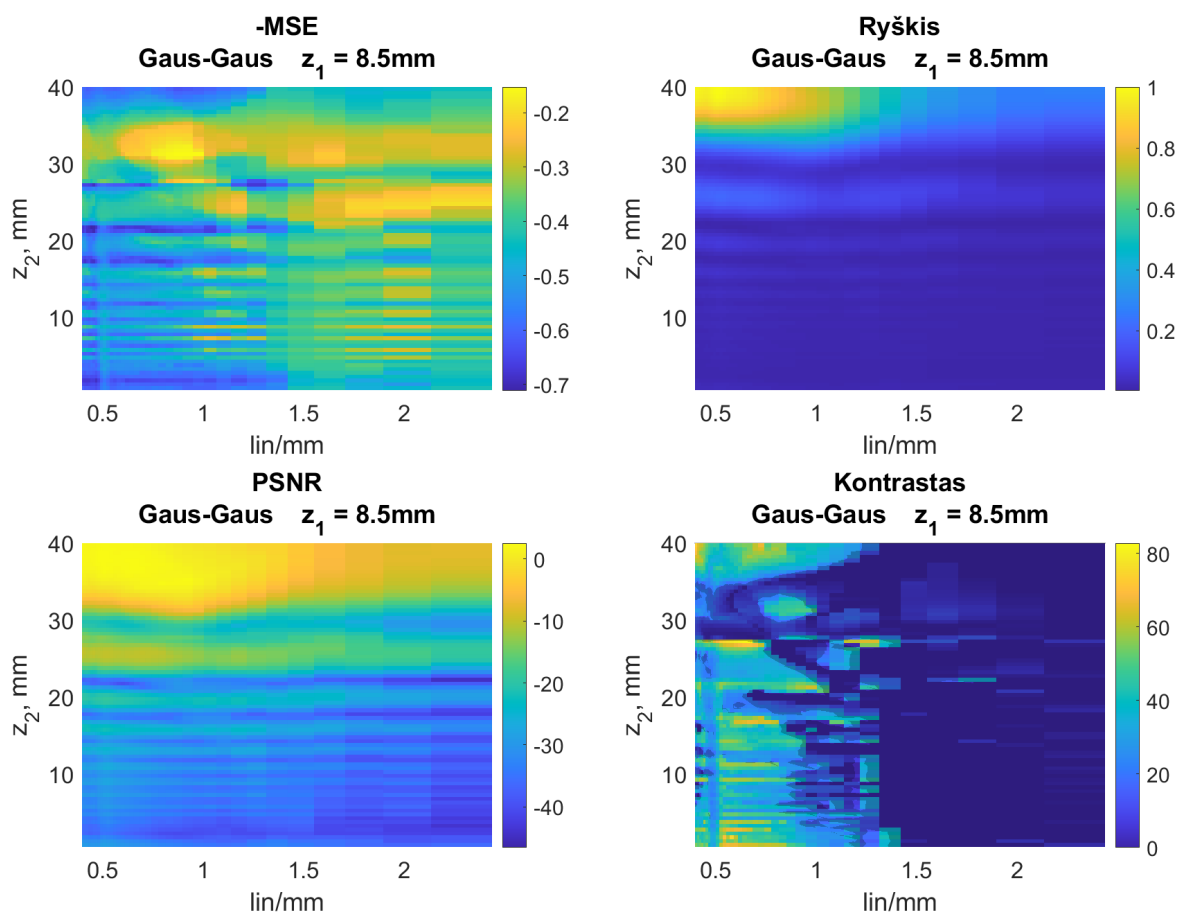 -MSE
Gaus-Gaus z₁ = 8.5mm
40
30
20
10
z₂, mm
0.5 1 1.5 2
lin/mm
-0.2
-0.3
-0.4
-0.5
-0.6
-0.7
Ryškis
Gaus-Gaus z₁ = 8.5mm
40
30
20
10
z₂, mm
0.5 1 1.5 2
lin/mm
1
0.8
0.6
0.4
0.2
PSNR
Gaus-Gaus z₁ = 8.5mm
40
30
20
10
z₂, mm
0.5 1 1.5 2
lin/mm
0
-10
-20
-30
-40
Kontrastas
Gaus-Gaus z₁ = 8.5mm
40
30
20
10
z₂, mm
0.5 1 1.5 2
lin/mm
80
60
40
20
0